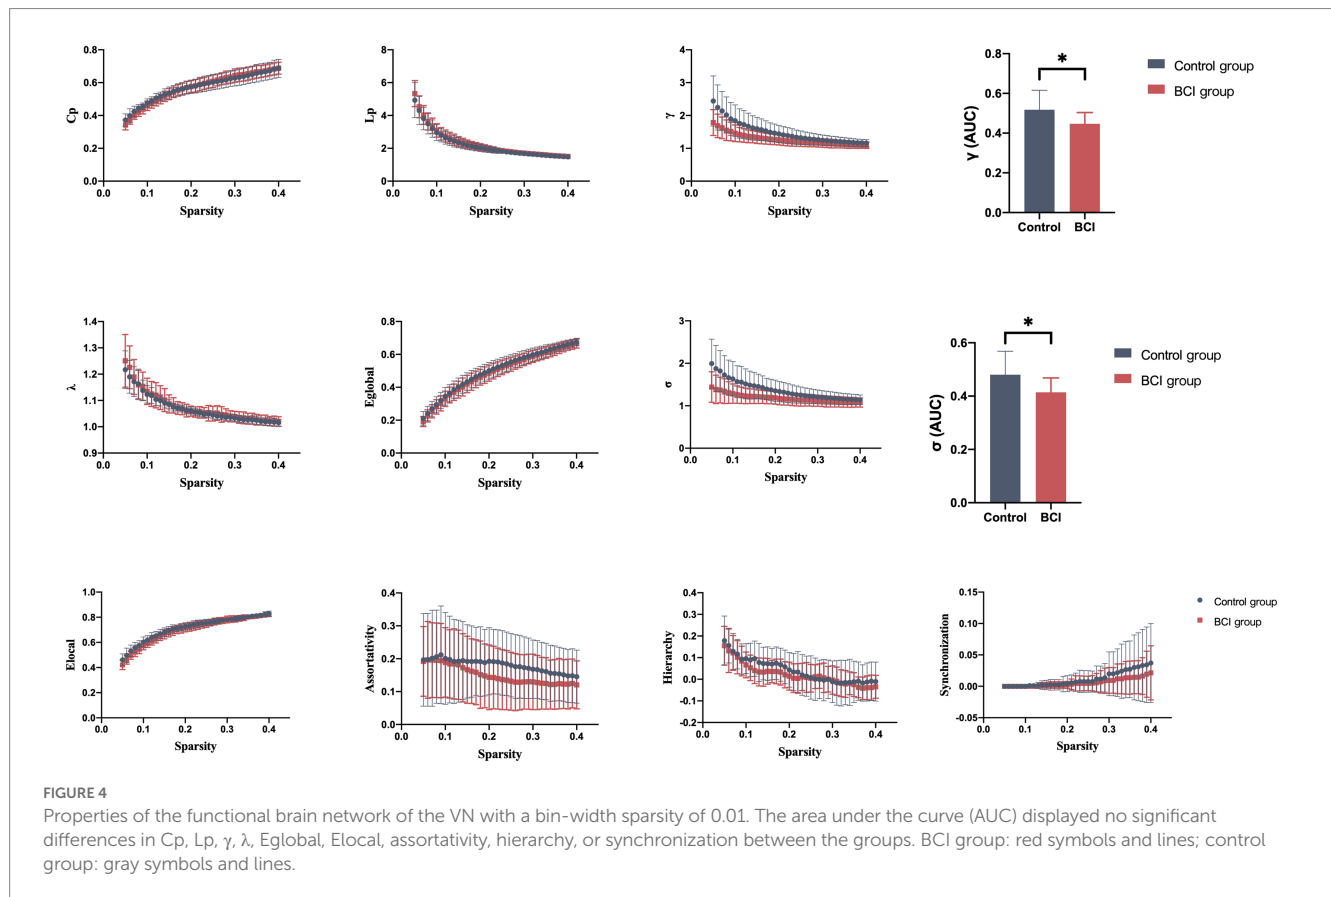 0.8
0.6
0.4
0.2
0.0
Cp
0.0 0.1 0.2 0.3 0.4
Sparsity
8
6
4
2
0
Lp
0.0 0.1 0.2 0.3 0.4
Sparsity
4
3
2
1
0
γ
0.0 0.1 0.2 0.3 0.4
Sparsity
0.8
0.6
0.4
0.2
0.0
γ (AUC)
*
Control BCI
Control group
BCI group
1.4
1.3
1.2
1.1
1.0
0.9
λ
0.0 0.1 0.2 0.3 0.4
Sparsity
0.8
0.6
0.4
0.2
0.0
Eglobal
0.0 0.1 0.2 0.3 0.4
Sparsity
3
2
1
0
σ
0.0 0.1 0.2 0.3 0.4
Sparsity
0.6
0.4
0.2
0.0
σ (AUC)
*
Control BCI
Control group
BCI group
1.0
0.8
0.6
0.4
0.2
0.0
Elocal
0.0 0.1 0.2 0.3 0.4
Sparsity
0.4
0.3
0.2
0.1
0.0
Assortativity
0.0 0.1 0.2 0.3 0.4
Sparsity
0.4
0.3
0.2
0.1
0.0
-0.1
-0.2
Hierarchy
0.0 0.1 0.2 0.3 0.4
Sparsity
0.15
0.10
0.05
0.00
-0.05
Synchronization
0.0 0.1 0.2 0.3 0.4
Sparsity
Control group
BCI group
FIGURE 4
Properties of the functional brain network of the VN with a bin-width sparsity of 0.01. The area under the curve (AUC) displayed no significant
differences in Cp, Lp, γ, λ, Eglobal, Elocal, assortativity, hierarchy, or synchronization between the groups. BCI group: red symbols and lines; control
group: gray symbols and lines.